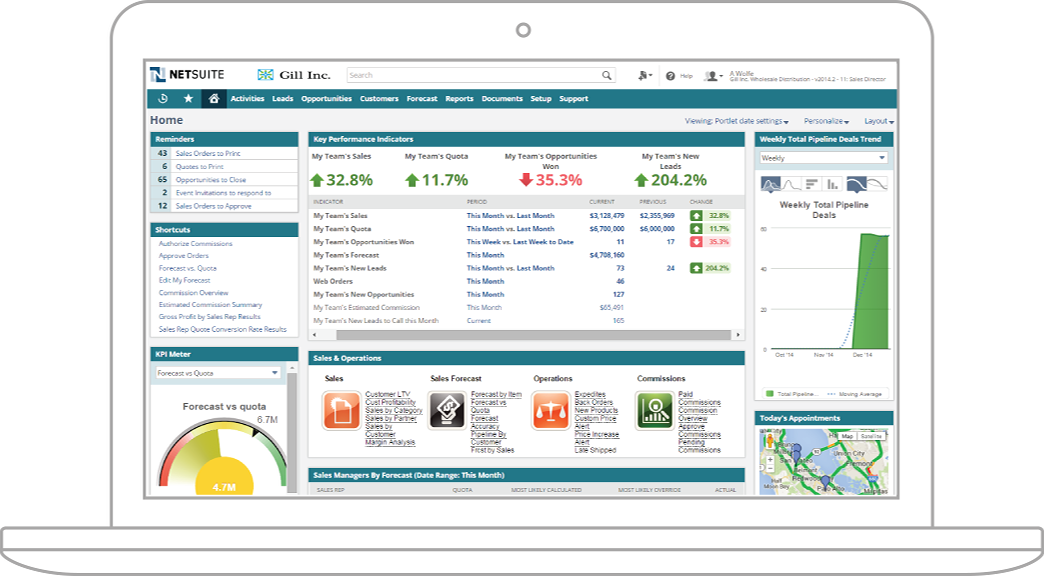 NETSUITE
Gill Inc.
Search
Help
A Wolfe
Gill Inc. Wholesale Distribution - v2014.2 - 11: Sales Director
Activities Leads Opportunities Customers Forecast Reports Documents Setup Support
Home
Viewing: Portlet date settings Personalize Layout
Reminders
43 Sales Orders to Print
6 Quotes to Print
65 Opportunities to Close
2 Event Invitations to respond to
12 Sales Orders to Approve
Shortcuts
Authorize Commissions
Approve Orders
Forecast vs. Quota
Edit My Forecast
Commission Overview
Estimated Commission Summary
Gross Profit by Sales Rep Results
Sales Rep Quote Conversion Rate Results
KPI Meter
Forecast vs Quota
Forecast vs quota
6.7M
4.7M
Key Performance Indicators
My Team's Sales
32.8%
My Team's Quota
11.7%
My Team's Opportunities
Won
35.3%
My Team's New
Leads
204.2%
INDICATOR PERIOD CURRENT PREVIOUS CHANGE
My Team's Sales This Month vs. Last Month $3,128,479 $2,355,969 32.8%
My Team's Quota This Month vs. Last Month $6,700,000 $6,000,000 11.7%
My Team's Opportunities Won This Week vs. Last Week to Date 11 17 35.3%
My Team's Forecast This Month $4,708,160
My Team's New Leads This Month vs. Last Month 73 24 204.2%
Web Orders This Month 46
My Team's New Opportunities This Month 127
My Team's Estimated Commission This Month $65,491
My Team's New Leads to Call this Month Current 165
Sales & Operations
Sales
Customer LTV
Cust Profitability
Sales by Category
Sales by Partner
Sales by
Customer
Margin Analysis
Sales Forecast
Forecast by Item
Forecast vs
Quota
Forecast
Accuracy
Pipeline By
Customer
Frcst by Sales
Operations
Expedites
Back Orders
New Products
Custom Price
Alert
Price Increase
Alert
Late Shipped
Commissions
Paid
Commissions
Commission
Overview
Approve
Commissions
Pending
Commissions
Sales Managers By Forecast (Date Range: This Month)
SALES REP QUOTA MOST LIKELY CALCULATED MOST LIKELY OVERRIDE ACTUAL
Weekly Total Pipeline Deals Trend
Weekly
Weekly Total Pipeline
Deals
60
40
20
0
Oct '14 Nov '14 Dec '14
Total Pipeline... Moving Average
Today's Appointments
Map Satellite
Union City
Fremont
Half
Moon Bay
Palo Alto
Milpitas